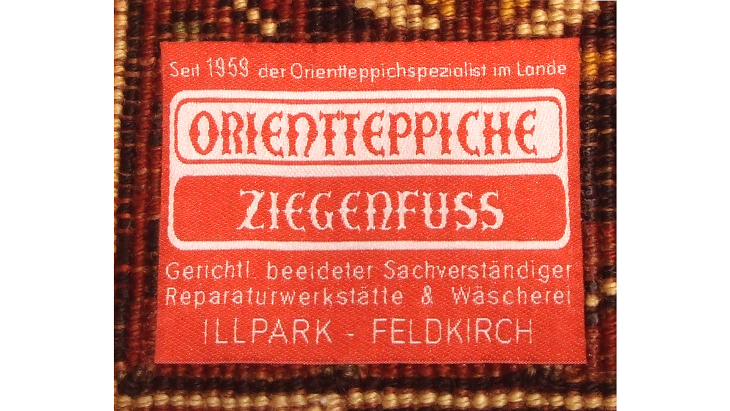 Seit 1959 der Orientteppichspezialist im Lande
ORIENTTEPPICHE
ZIEGENFUSS
Gerichtl. beeideter Sachverständiger
Reparaturwerkstätte & Wäscherei
ILLPARK - FELDKIRCH